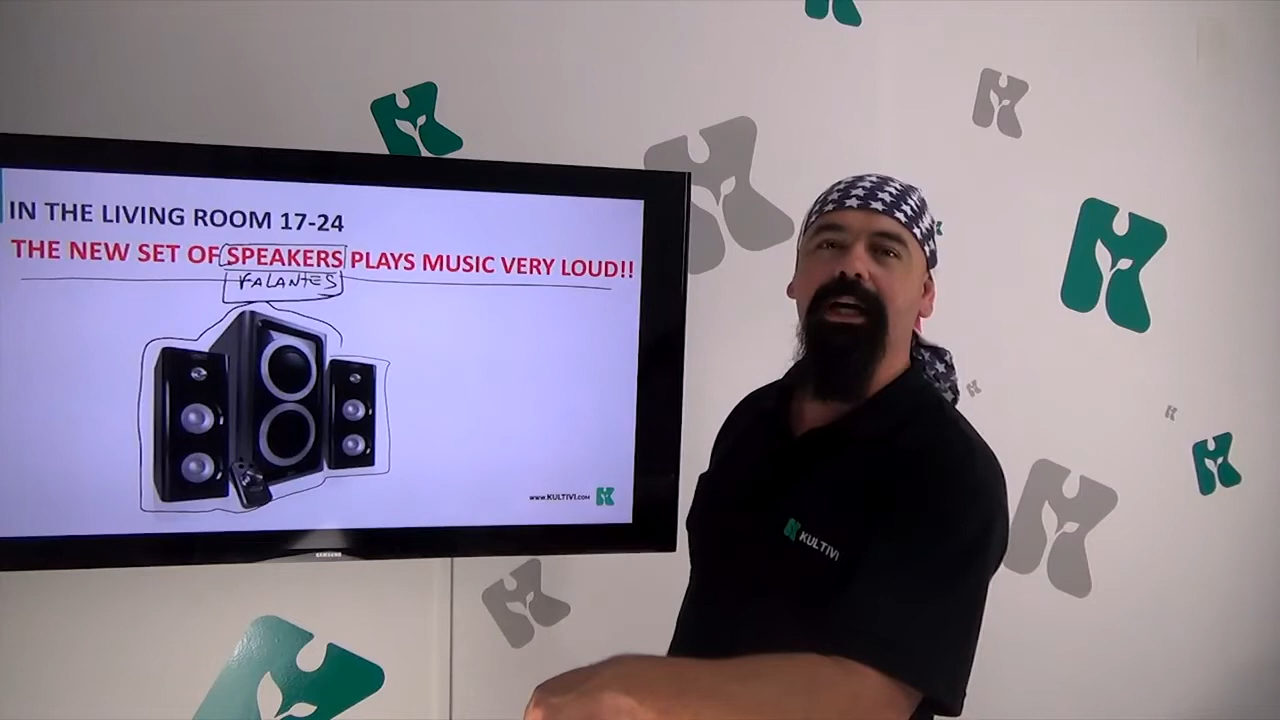 IN THE LIVING ROOM 17-24
THE NEW SET OF SPEAKERS PLAYS MUSIC VERY LOUD!!
FALANTES
www.KULTIVI.COM
SAMSUNG
KULTIVI